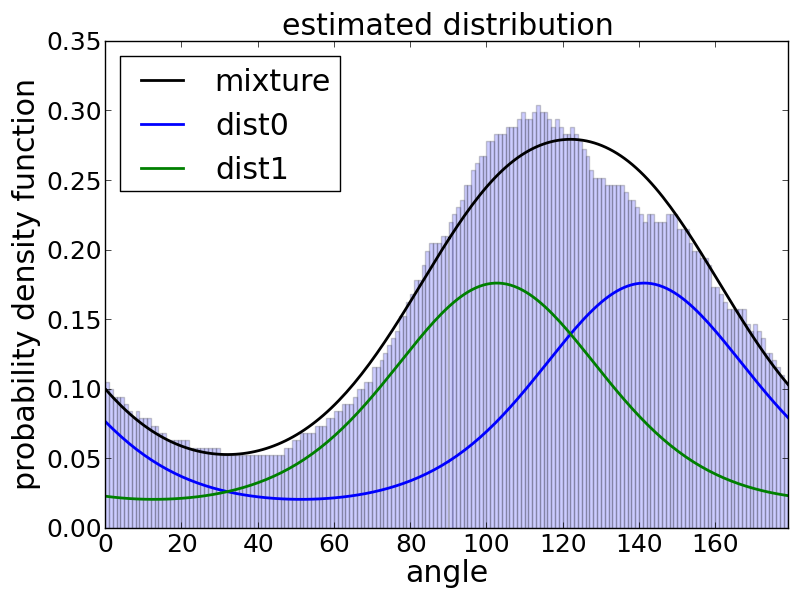 estimated distribution
mixture
dist0
dist1
probability density function
0.35
0.30
0.25
0.20
0.15
0.10
0.05
0.00
0 20 40 60 80 100 120 140 160
angle